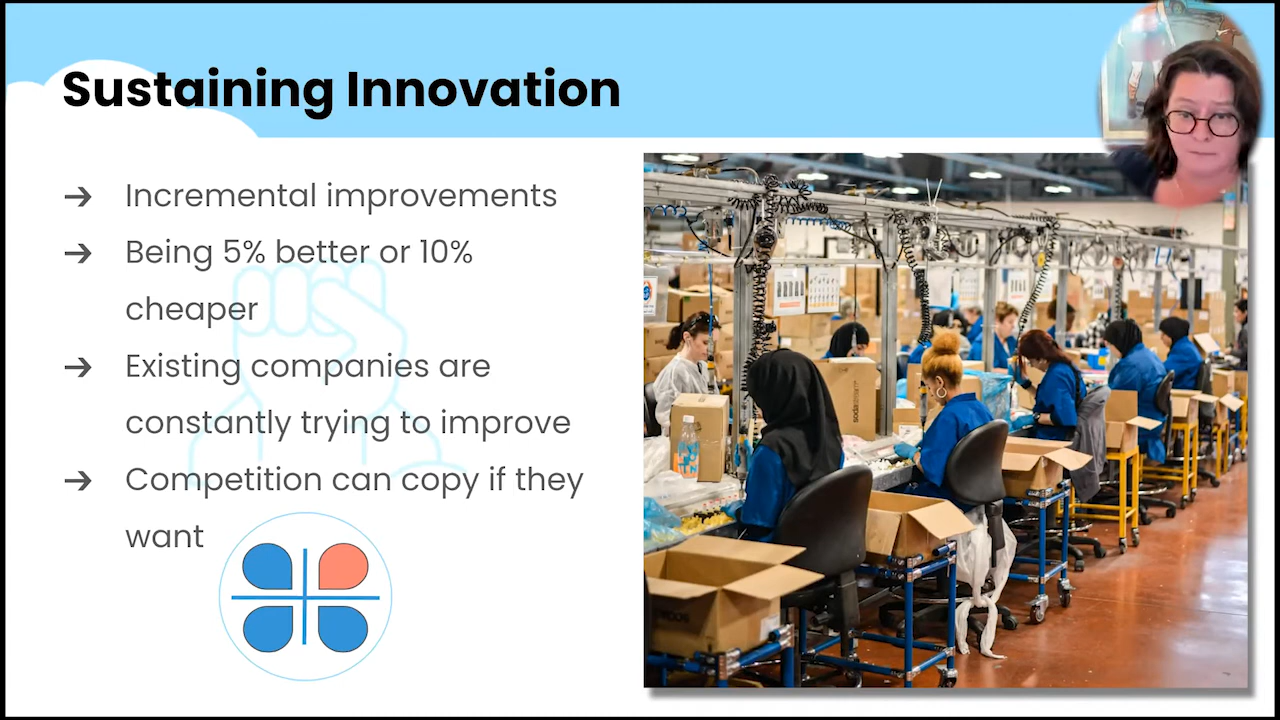 Sustaining Innovation
→ Incremental improvements
→ Being 5% better or 10%
cheaper
→ Existing companies are
constantly trying to improve
→ Competition can copy if they
want
sodastream